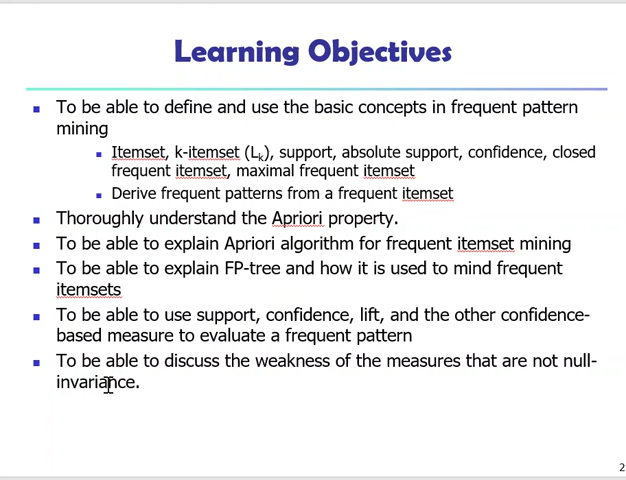 Learning Objectives
To be able to define and use the basic concepts in frequent pattern
mining
Itemset, k-itemset (Lk), support, absolute support, confidence, closed
frequent itemset, maximal frequent itemset
Derive frequent patterns from a frequent itemset
Thoroughly understand the Apriori property.
To be able to explain Apriori algorithm for frequent itemset mining
To be able to explain FP-tree and how it is used to mind frequent
itemsets
To be able to use support, confidence, lift, and the other confidence-
based measure to evaluate a frequent pattern
To be able to discuss the weakness of the measures that are not null-
invariance.
2